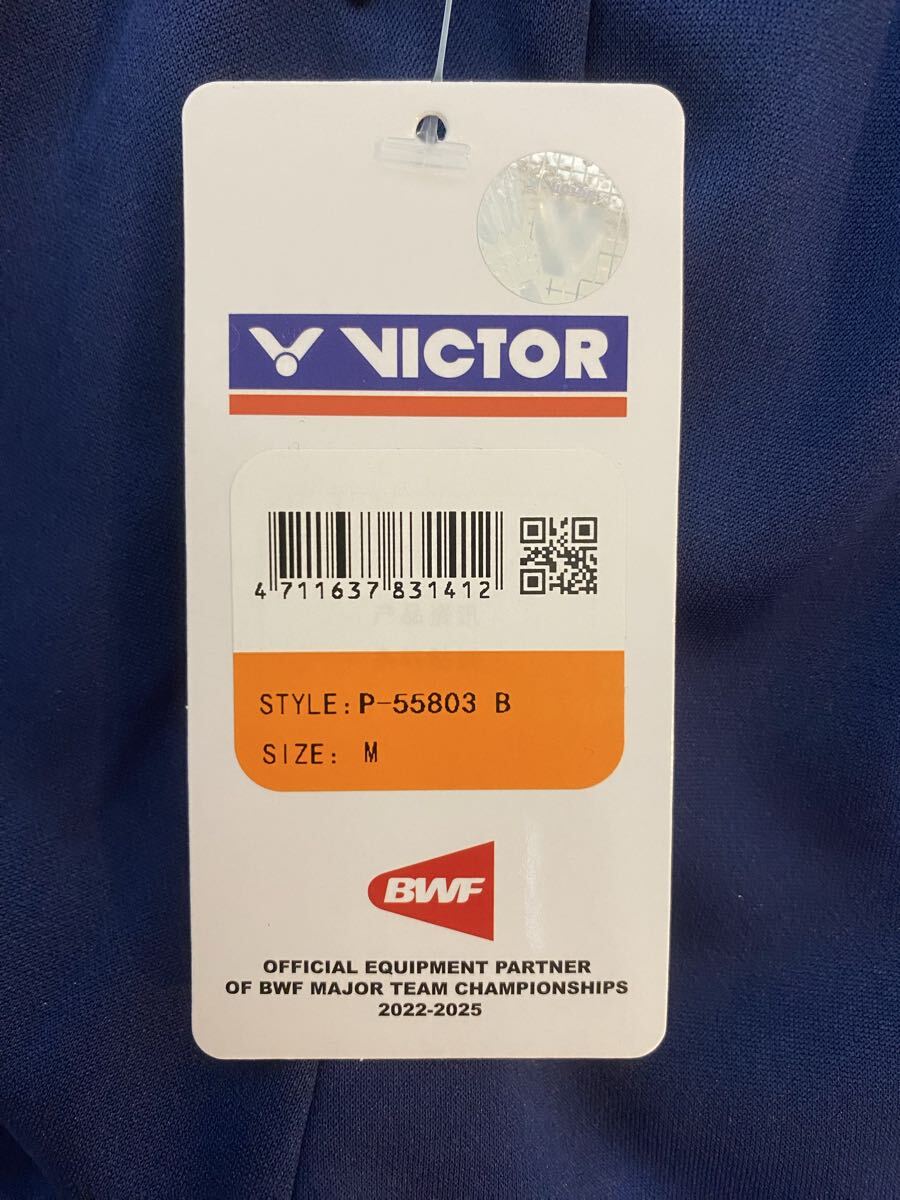 VICTOR
4 711637 831412
STYLE: P-55803 B
SIZE: M
BWF
OFFICIAL EQUIPMENT PARTNER
OF BWF MAJOR TEAM CHAMPIONSHIPS
2022-2025